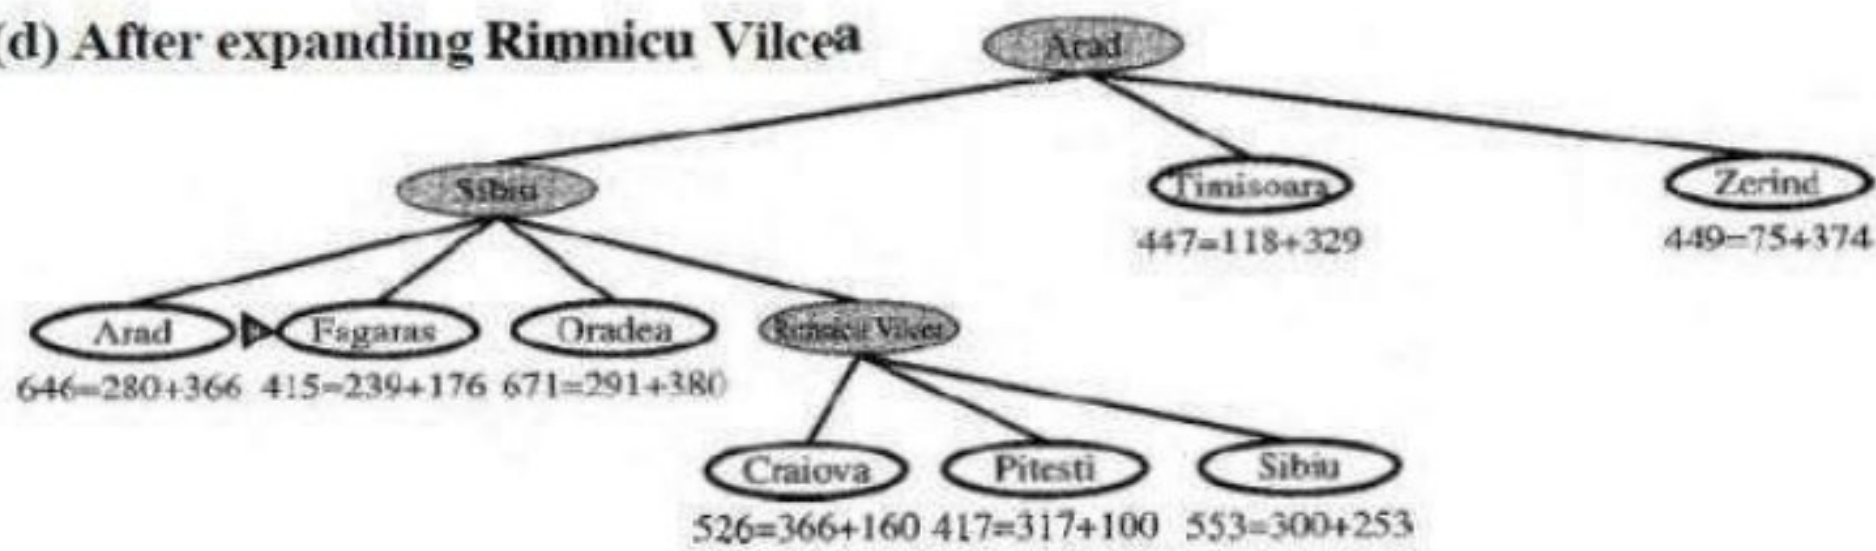 (d) After expanding Rimnicu Vilcea
Arad
Sibiu
Timisoara
Zerind
447=118+329
449=75+374
Arad
Fagaras
Oradea
Rimnicu Vilcea
646=280+366
415=239+176
671=291+380
Craiova
Pitesti
Sibiu
526=366+160
417=317+100
553=300+253